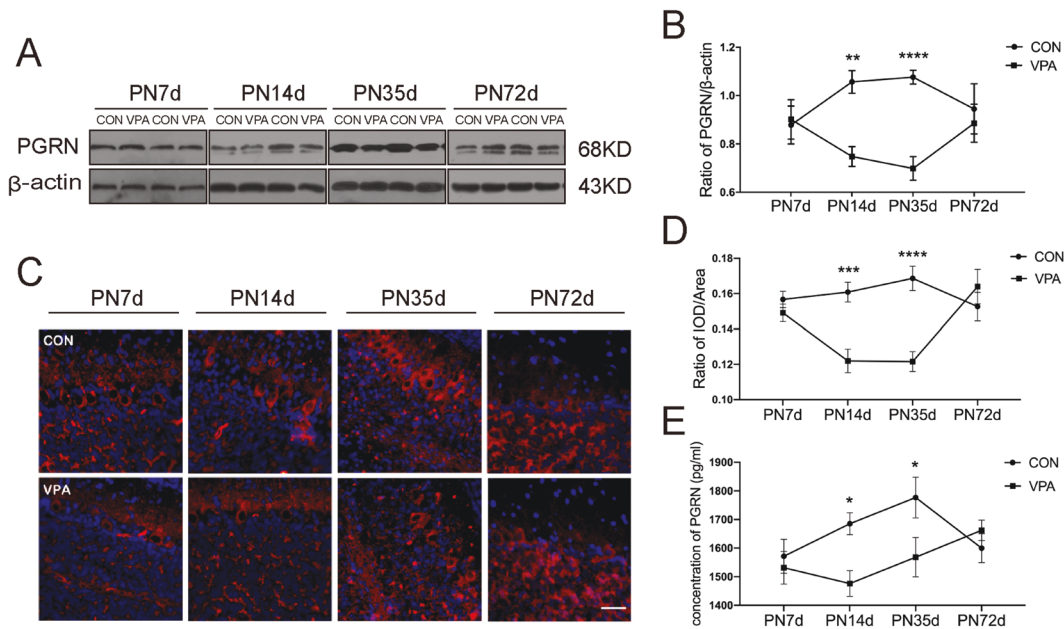 A
PN7d PN14d PN35d PN72d
CON VPA CON VPA CON VPA CON VPA CON VPA CON VPA CON VPA CON VPA
PGRN 68KD
β-actin 43KD
B
CON
VPA
Ratio of PGRN/β-actin
1.2
1.0
0.8
0.6
** ****
PN7d PN14d PN35d PN72d
C
PN7d PN14d PN35d PN72d
CON
VPA
D
CON
VPA
Ratio of IOD/Area
0.18
0.16
0.14
0.12
0.10
*** ****
PN7d PN14d PN35d PN72d
E
CON
VPA
concentration of PGRN (pg/ml)
1900
1800
1700
1600
1500
1400
* *
PN7d PN14d PN35d PN72d